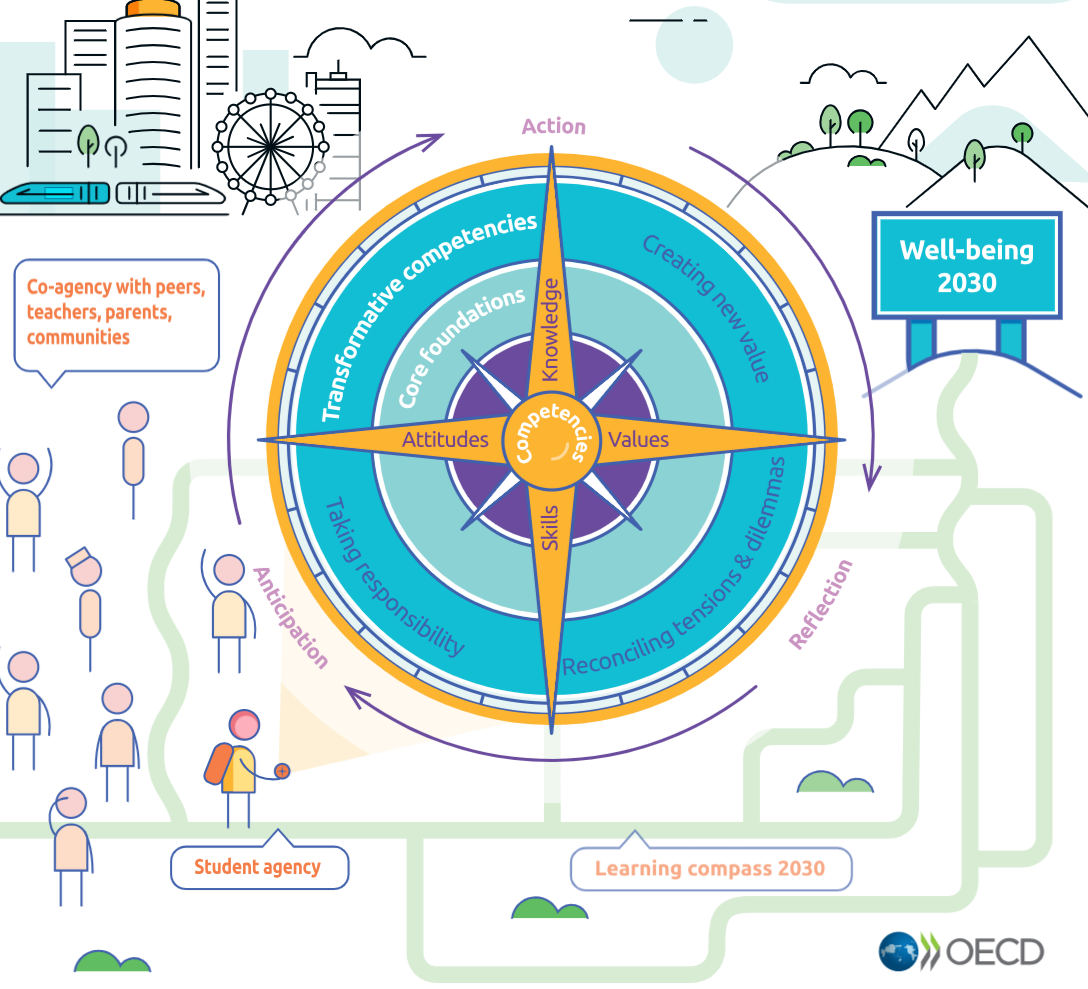 Action
Transformative competencies
Creating new value
Well-being
2030
Co-agency with peers,
teachers, parents,
communities
Core foundations
Knowledge
Competencies
Attitudes
Values
Skills
Taking responsibility
Reconciling tensions & dilemmas
Anticipation
Reflection
Student agency
Learning compass 2030
OECD